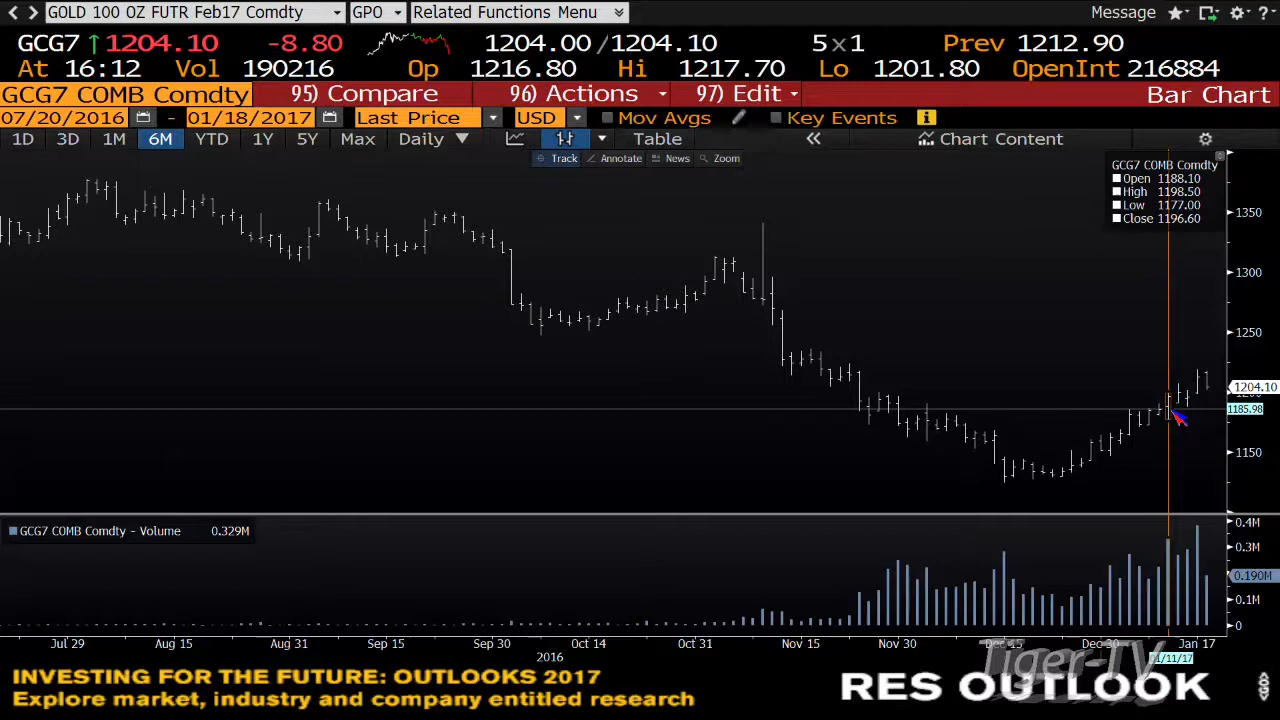 GOLD 100 OZ FUTR Feb17 Comdty GPO Related Functions Menu Message ?
GCG7 ↑1204.10 -8.80 1204.00/1204.10 5x1 Prev 1212.90
At 16:12 Vol 190216 Op 1216.80 Hi 1217.70 Lo 1201.80 OpenInt 216884
GCG7 COMB Comdty 95) Compare 96) Actions 97) Edit Bar Chart
07/20/2016 - 01/18/2017 Last Price USD Mov Avgs Key Events i
1D 3D 1M 6M YTD 1Y 5Y Max Daily Table « Chart Content
Track Annotate News Zoom
GCG7 COMB Comdty
Open 1188.10
High 1198.50
Low 1177.00
Close 1196.60
1350
1300
1250
1204.10
1185.98
1150
GCG7 COMB Comdty - Volume 0.329M
0.4M
0.3M
0.190M
0.1M
0
Jul 29 Aug 15 Aug 31 Sep 15 Sep 30 Oct 14 Oct 31 Nov 15 Nov 30 Dec 15 Dec 30 Jan 17
2016 01/11/17
Tiger-TV
INVESTING FOR THE FUTURE: OUTLOOKS 2017
Explore market, industry and company entitled research
RES OUTLOOK